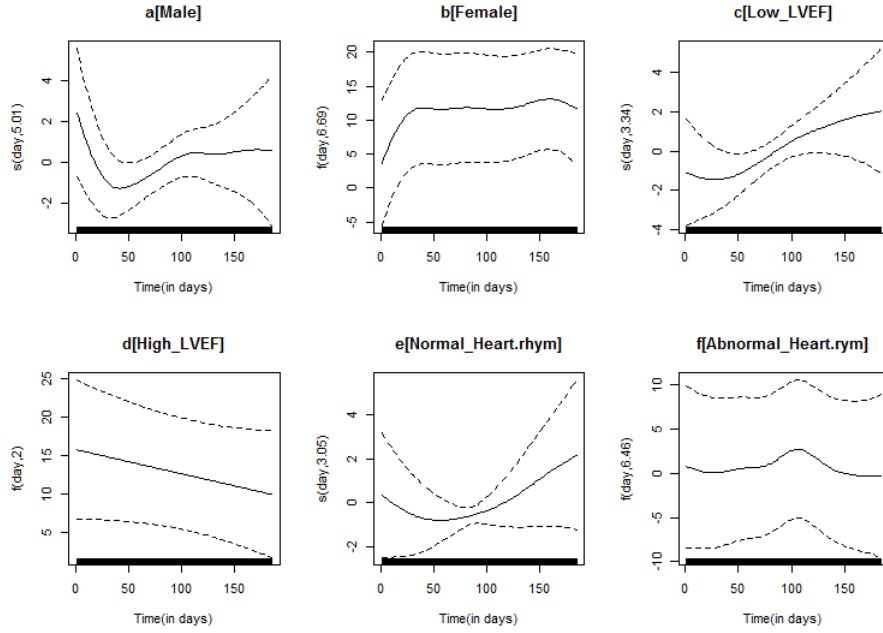 a[Male]
s(day,5.01)
4
2
0
-2
0
50
100
150
Time(in days)
b[Female]
f(day,6.69)
20
15
10
5
0
-5
0
50
100
150
Time(in days)
c[Low_LVEF]
s(day,3.34)
4
2
0
-2
-4
0
50
100
150
Time(in days)
d[High_LVEF]
f(day,2)
25
20
15
10
5
0
50
100
150
Time(in days)
e[Normal_Heart.rhym]
s(day,3.05)
4
2
0
-2
0
50
100
150
Time(in days)
f[Abnormal_Heart.rym]
f(day,6.46)
10
5
0
-5
-10
0
50
100
150
Time(in days)